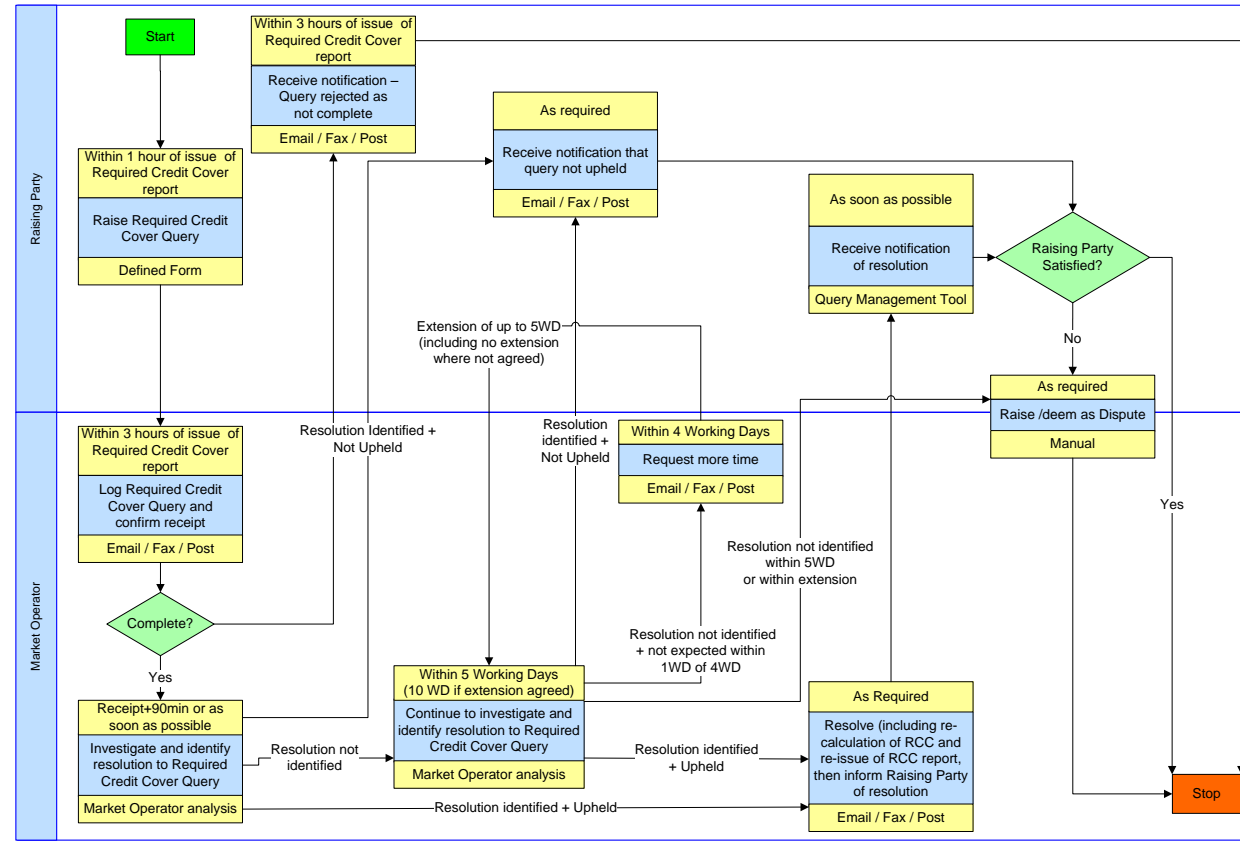 Raising Party
Start
Within 3 hours of issue of
Required Credit Cover
report
Receive notification –
Query rejected as
not complete
Email / Fax / Post
Within 1 hour of issue of
Required Credit Cover
report
Raise Required Credit
Cover Query
Defined Form
As required
Receive notification that
query not upheld
Email / Fax / Post
As soon as possible
Receive notification
of resolution
Query Management Tool
Raising Party
Satisfied?
No
Extension of up to 5WD
(including no extension
where not agreed)
As required
Raise /deem as Dispute
Manual
Market Operator
Within 3 hours of issue of
Required Credit Cover
report
Log Required Credit
Cover Query and
confirm receipt
Email / Fax / Post
Resolution Identified +
Not Upheld
Resolution
identified +
Not Upheld
Within 4 Working Days
Request more time
Email / Fax / Post
Yes
Resolution not identified
within 5WD
or within extension
Complete?
Yes
Resolution not identified
+ not expected within
1WD of 4WD
Receipt+90min or as
soon as possible
Investigate and identify
resolution to Required
Credit Cover Query
Market Operator analysis
Resolution not
identified
Within 5 Working Days
(10 WD if extension agreed)
Continue to investigate and
identify resolution to Required
Credit Cover Query
Market Operator analysis
Resolution identified
+ Upheld
Resolution identified + Upheld
As Required
Resolve (including re-
calculation of RCC and
re-issue of RCC report,
then inform Raising Party
of resolution
Email / Fax / Post
Stop